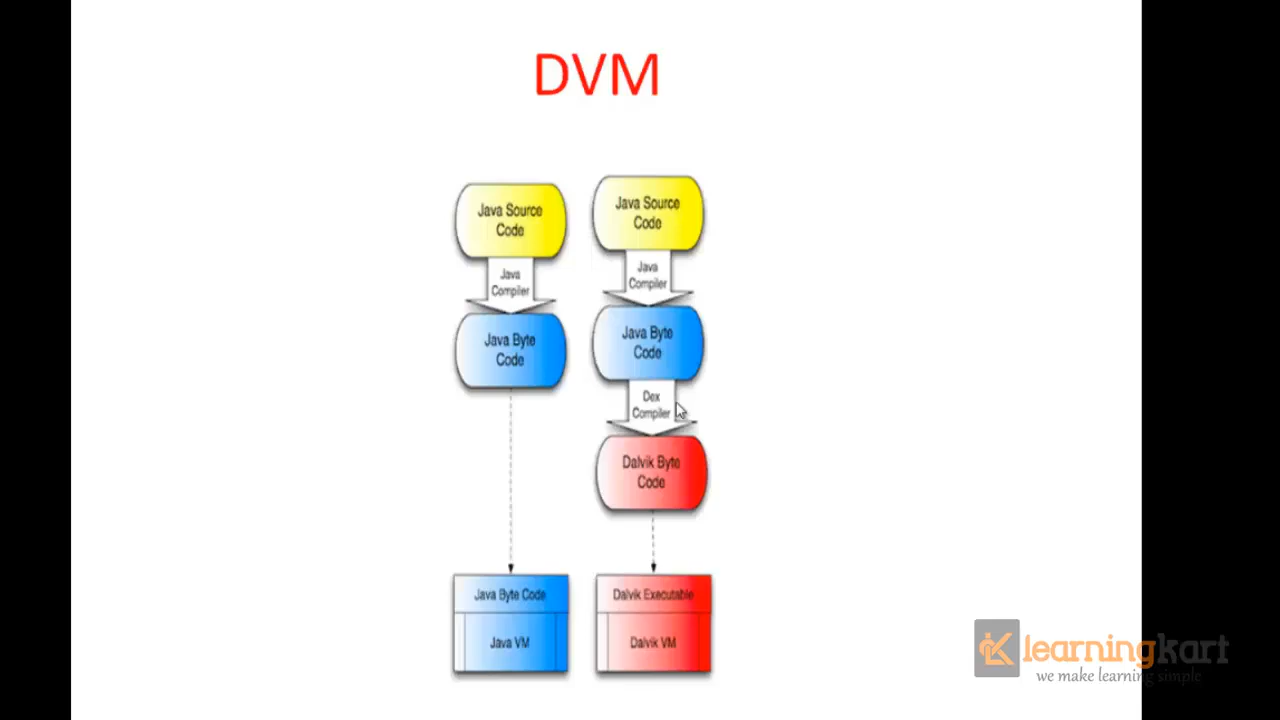 DVM
Java Source
Code
Java
Compiler
Java Byte
Code
Java Byte Code
Java VM
Java Source
Code
Java
Compiler
Java Byte
Code
Dex
Compiler
Dalvik Byte
Code
Dalvik Executable
Dalvik VM
learningkart
we make learning simple